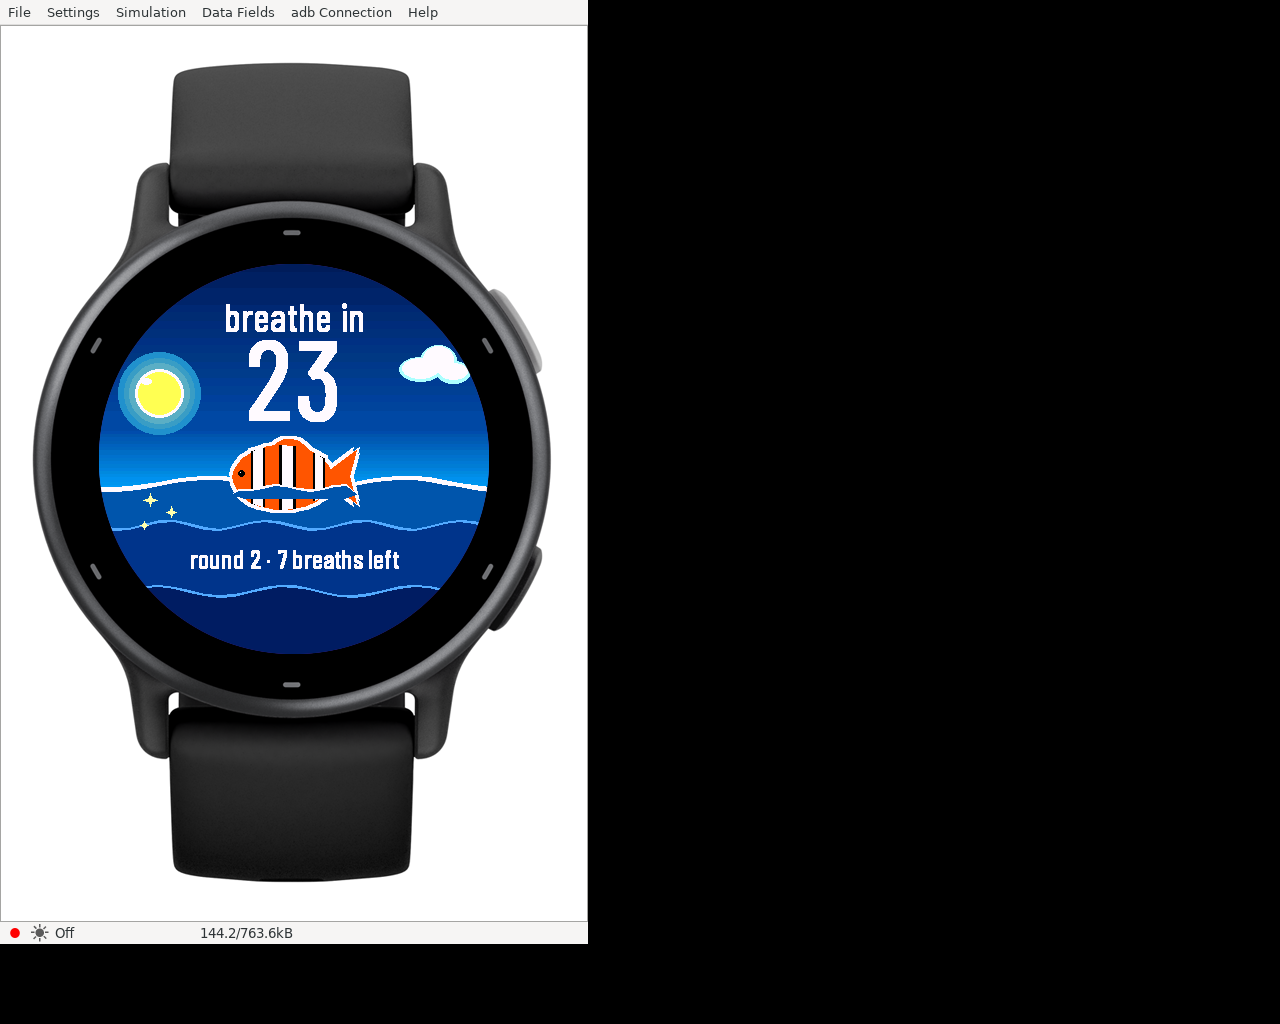 File Settings Simulation Data Fields adb Connection Help
breathe in
23
round 2 · 7 breaths left
Off 144.2/763.6kB